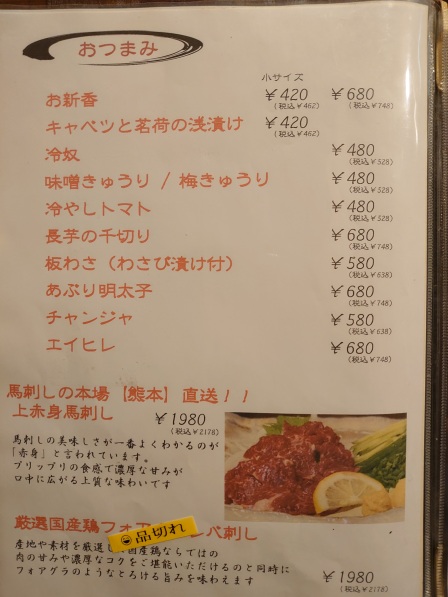 おつまみ
小サイズ
お新香 ¥420 ¥680
(税込¥462) (税込¥748)
キャベツと茗荷の浅漬け ¥420
(税込¥462)
冷奴 ¥480
(税込¥528)
味噌きゅうり / 梅きゅうり ¥480
(税込¥528)
冷やしトマト ¥480
(税込¥528)
長芋の千切り ¥680
(税込¥748)
板わさ(わさび漬け付) ¥580
(税込¥638)
あぶり明太子 ¥680
(税込¥748)
チャンジャ ¥580
(税込¥638)
エイヒレ ¥680
(税込¥748)
馬刺しの本場【熊本】直送!!
上赤身馬刺し ¥1980
(税込¥2178)
馬刺しの美味しさが一番よくわかるのが
「赤身」と言われています。
プリップリの食感で濃厚な甘みが
口中に広がる上質な味わいです
厳選国産鶏フォア
バ刺し
品切れ
産地や素材を厳選し
国産鶏ならではの
肉の甘みや濃厚なコクをご堪能いただけるのと同時に
フォアグラのようなとろける旨みを味わえます
¥1980
(税込¥2178)